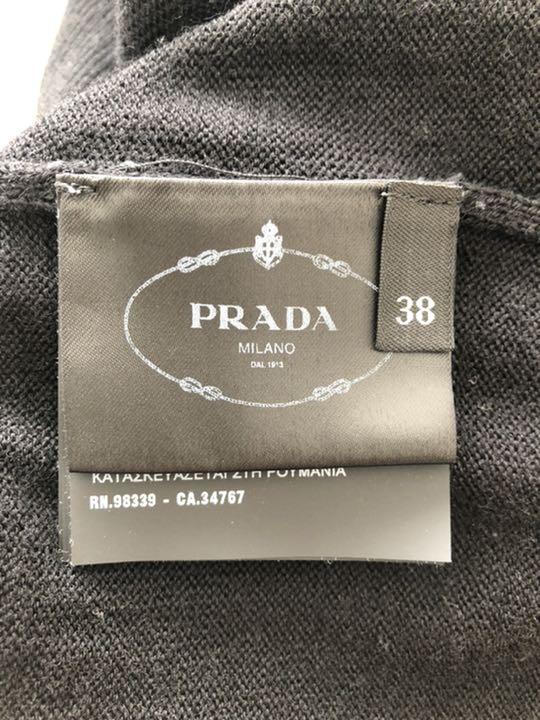 PRADA
MILANO
DAL 1913
38
ΚΑΤΑΣΚΕΥΑΖΕΤΑΙ ΣΤΗ ΡΟΥΜΑΝΙΑ
RN.98339 - CA.34767